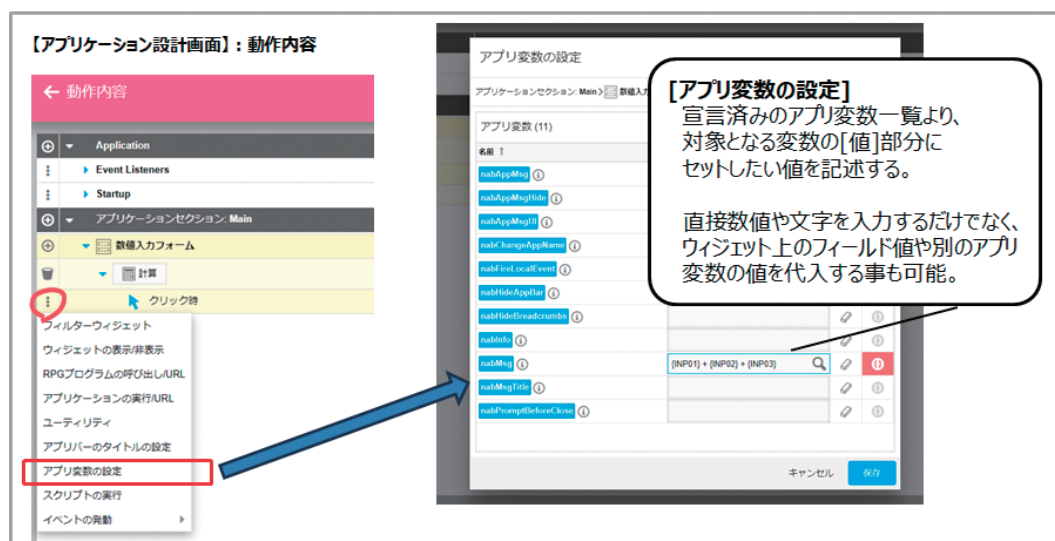 【アプリケーション設計画面】：動作内容
← 動作内容
Application
Event Listeners
Startup
アプリケーションセクション: Main
数値入力フォーム
計算
クリック時
フィルターウィジェット
ウィジェットの表示/非表示
RPGプログラムの呼び出し/URL
アプリケーションの実行/URL
ユーティリティ
アプリバーのタイトルの設定
アプリ変数の設定
スクリプトの実行
イベントの発動
アプリ変数の設定
アプリケーションセクション: Main > 数値入力フ
アプリ変数 (11)
名前 ↑
nabAppMsg
nabAppMsgHide
nabAppMsgUI
nabChangeAppName
nabFireLocalEvent
nabHideAppBar
nabHideBreadcrumbs
nabInfo
nabMsg
{INP01} + {INP02} + {INP03}
nabMsgTitle
nabPromptBeforeClose
キャンセル
保存
[アプリ変数の設定]
宣言済みのアプリ変数一覧より、
対象となる変数の[値]部分に
セットしたい値を記述する。
直接数値や文字を入力するだけでなく、
ウィジェット上のフィールド値や別のアプリ
変数の値を代入する事も可能。